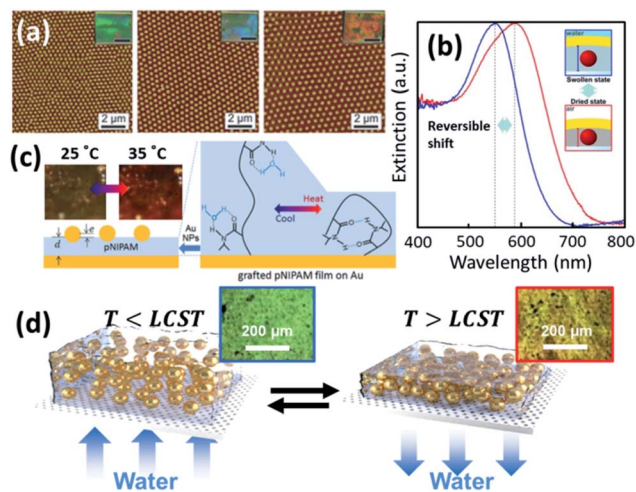 (a)
2 μm
2 μm
2 μm
(b)
Extinction (a.u.)
Reversible
shift
water
Swollen state
Dried state
air
400
500
600
700
800
Wavelength (nm)
(c)
25 ˚C
35 ˚C
d
e
pNIPAM
Au
NPs
Heat
Cool
grafted pNIPAM film on Au
(d)
T < LCST
200 μm
T > LCST
200 μm
Water
Water